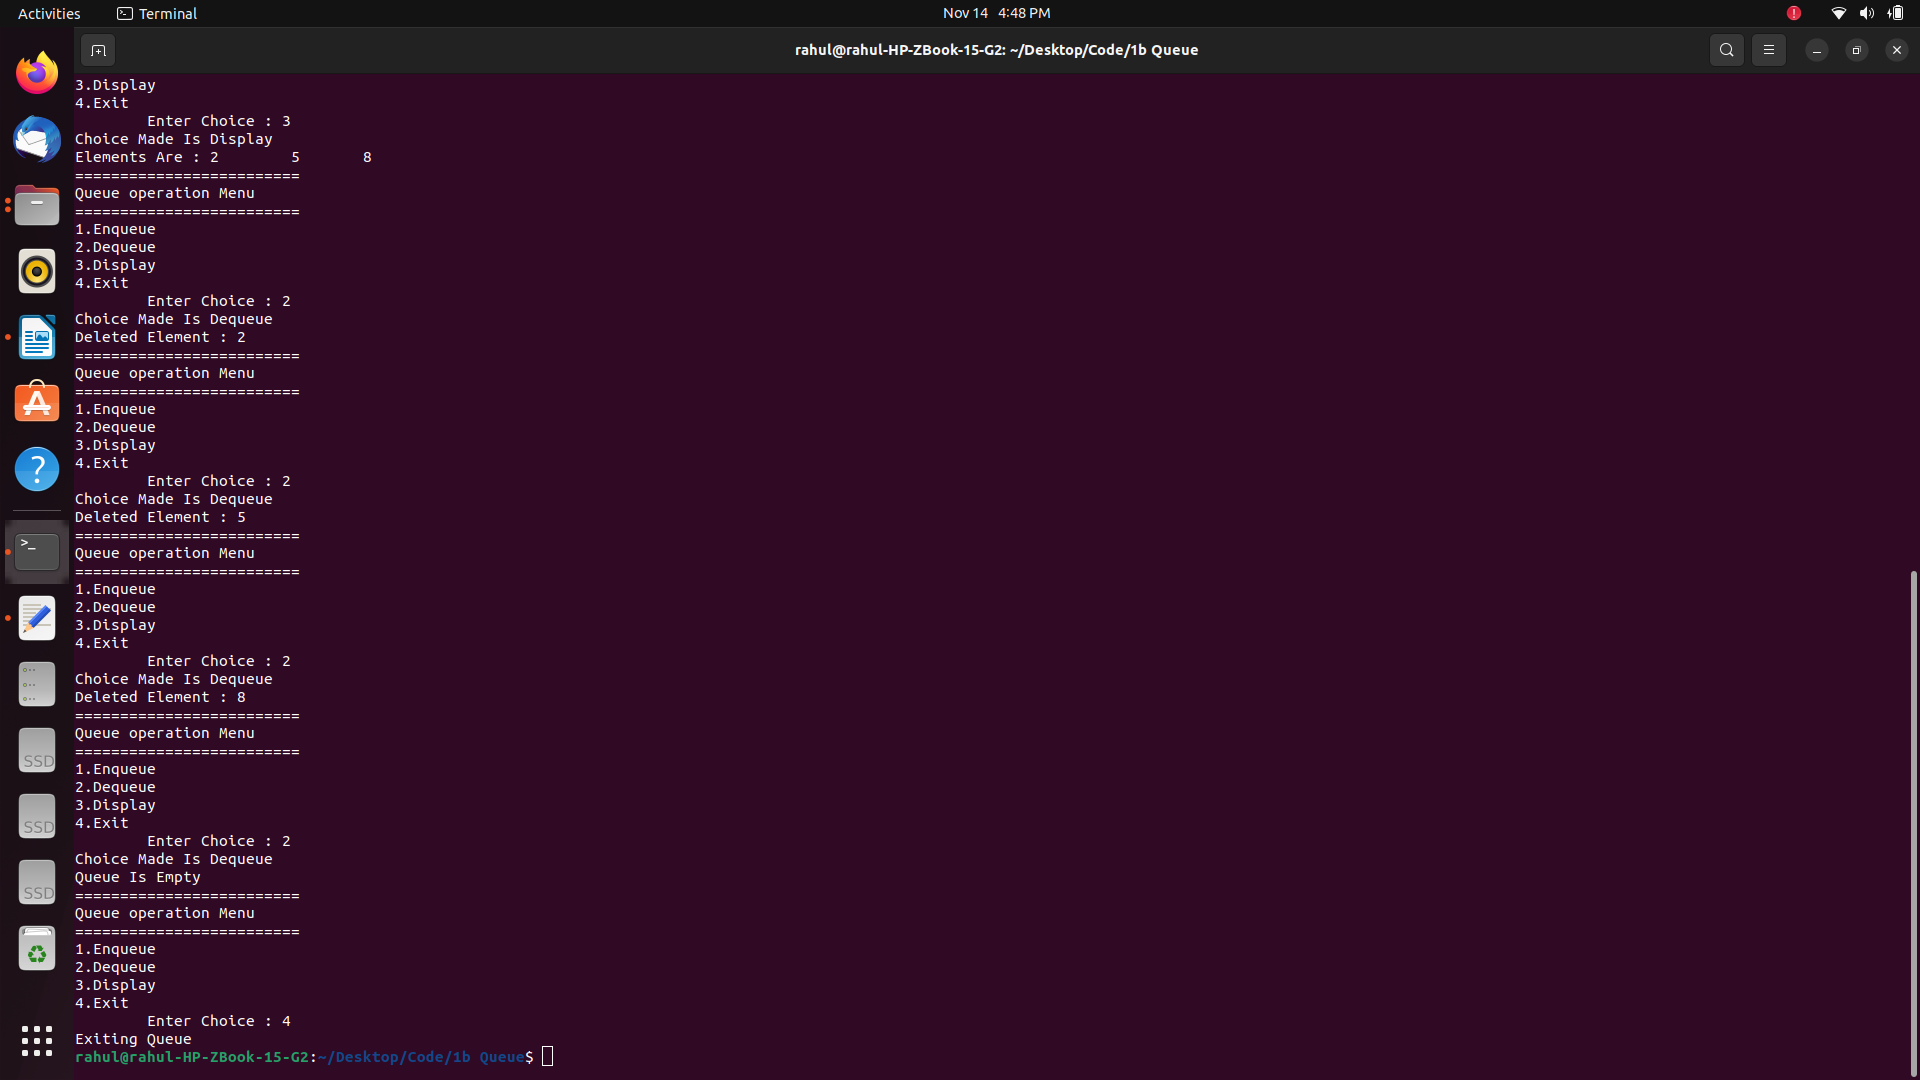 Activities Terminal Nov 14 4:48 PM
rahul@rahul-HP-ZBook-15-G2: ~/Desktop/Code/1b Queue
3.Display
4.Exit
Enter Choice : 3
Choice Made Is Display
Elements Are : 2 5 8
=========================
Queue operation Menu
=========================
1.Enqueue
2.Dequeue
3.Display
4.Exit
Enter Choice : 2
Choice Made Is Dequeue
Deleted Element : 2
=========================
Queue operation Menu
=========================
1.Enqueue
2.Dequeue
3.Display
4.Exit
Enter Choice : 2
Choice Made Is Dequeue
Deleted Element : 5
=========================
Queue operation Menu
=========================
1.Enqueue
2.Dequeue
3.Display
4.Exit
Enter Choice : 2
Choice Made Is Dequeue
Deleted Element : 8
=========================
Queue operation Menu
=========================
1.Enqueue
2.Dequeue
3.Display
4.Exit
Enter Choice : 2
Choice Made Is Dequeue
Queue Is Empty
=========================
Queue operation Menu
=========================
1.Enqueue
2.Dequeue
3.Display
4.Exit
Enter Choice : 4
Exiting Queue
rahul@rahul-HP-ZBook-15-G2:~/Desktop/Code/1b Queue$
SSD
SSD
SSD